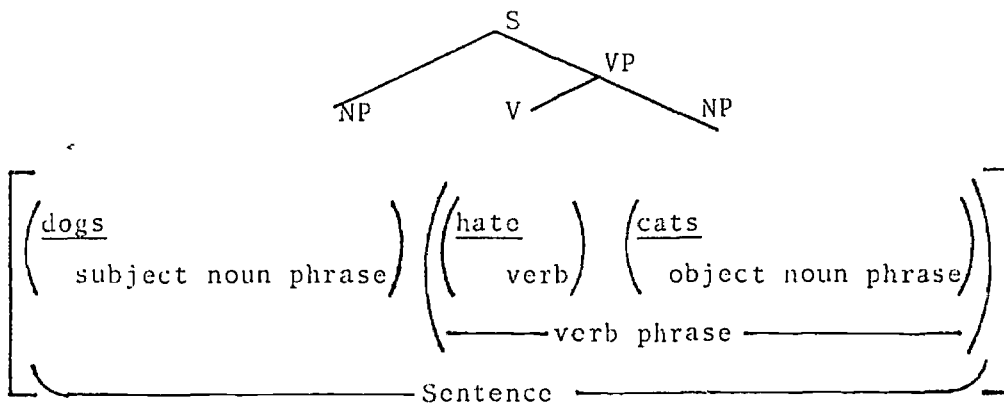 S
VP
NP V NP
dogs hate cats
subject noun phrase verb object noun phrase
verb phrase
Sentence